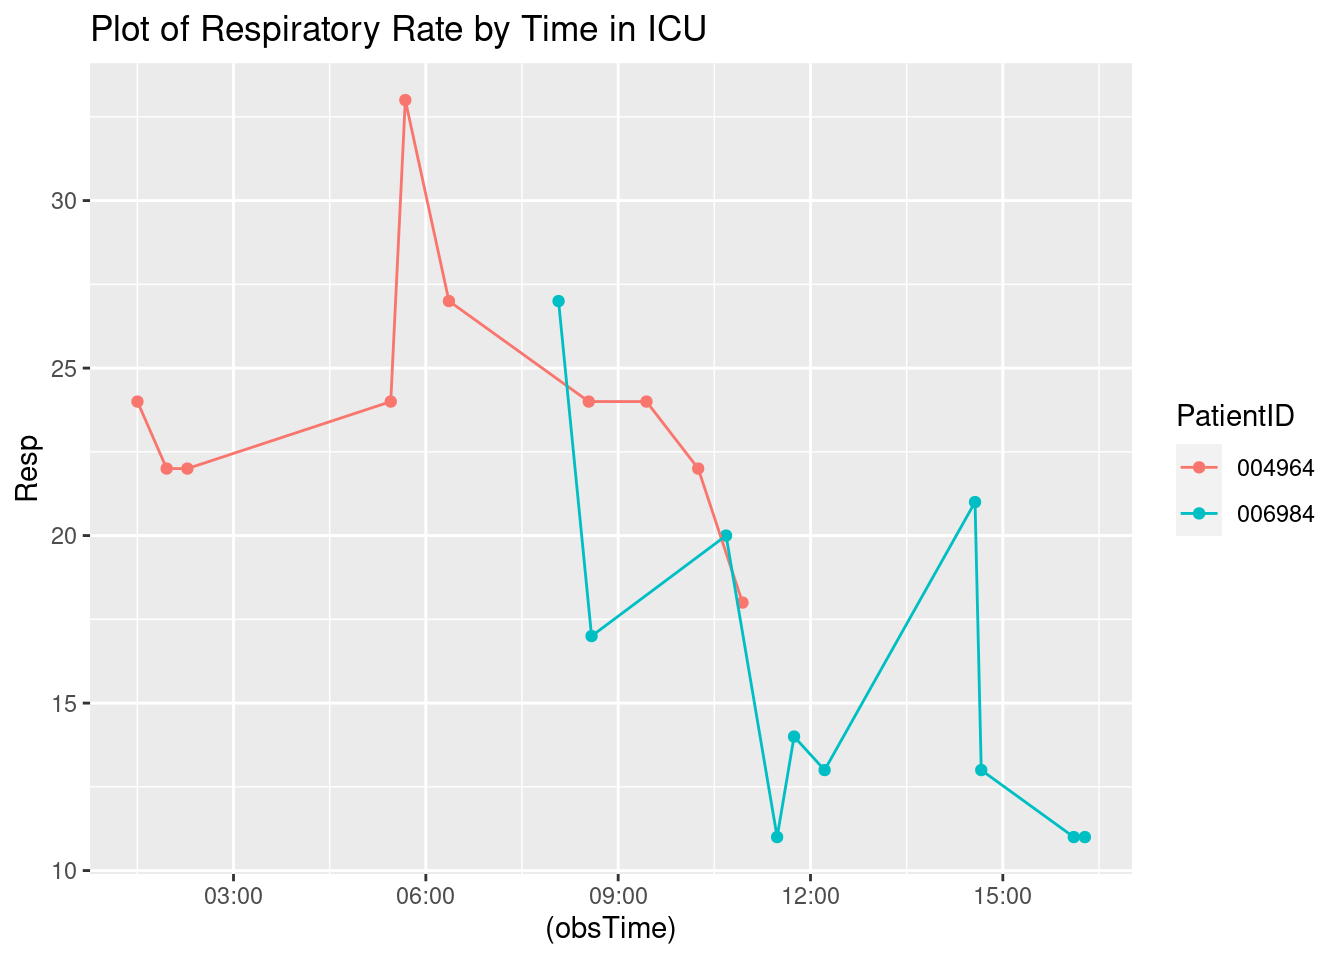 Plot of Respiratory Rate by Time in ICU
Resp
30
25
20
15
10
03:00 06:00 09:00 12:00 15:00
(obsTime)
PatientID
004964
006984